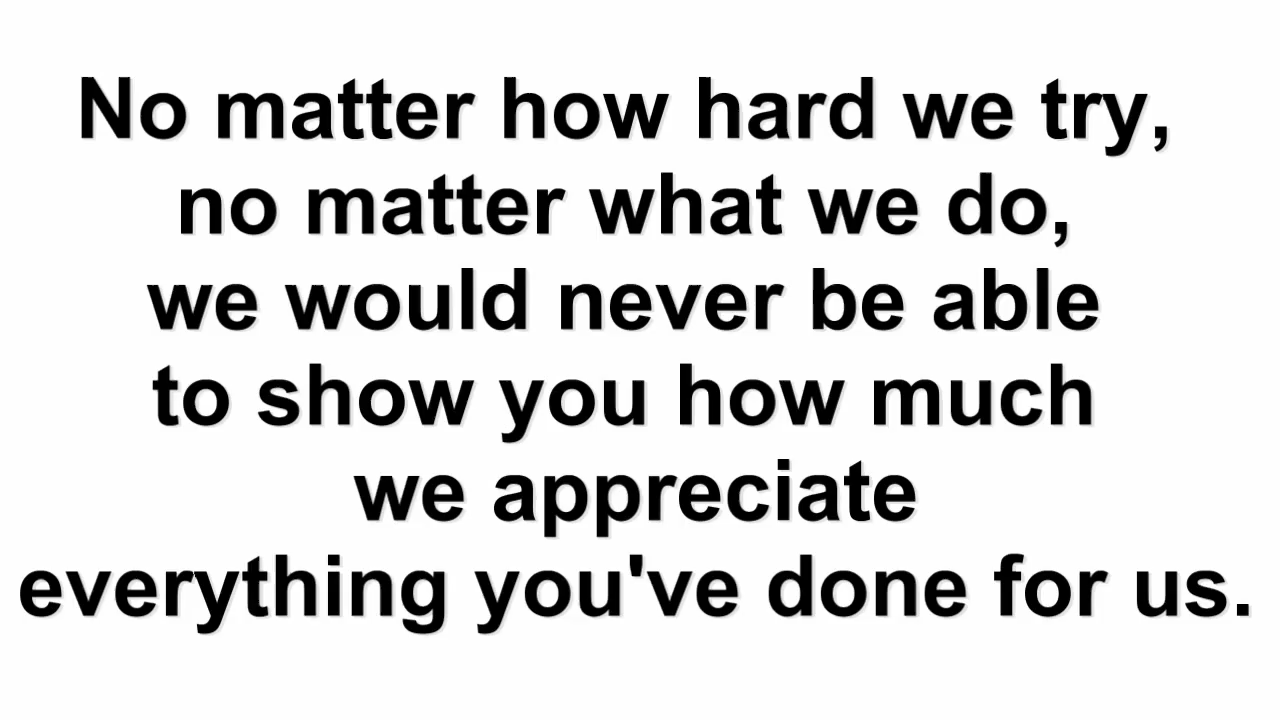 No matter how hard we try,
no matter what we do,
we would never be able
to show you how much
we appreciate
everything you've done for us.